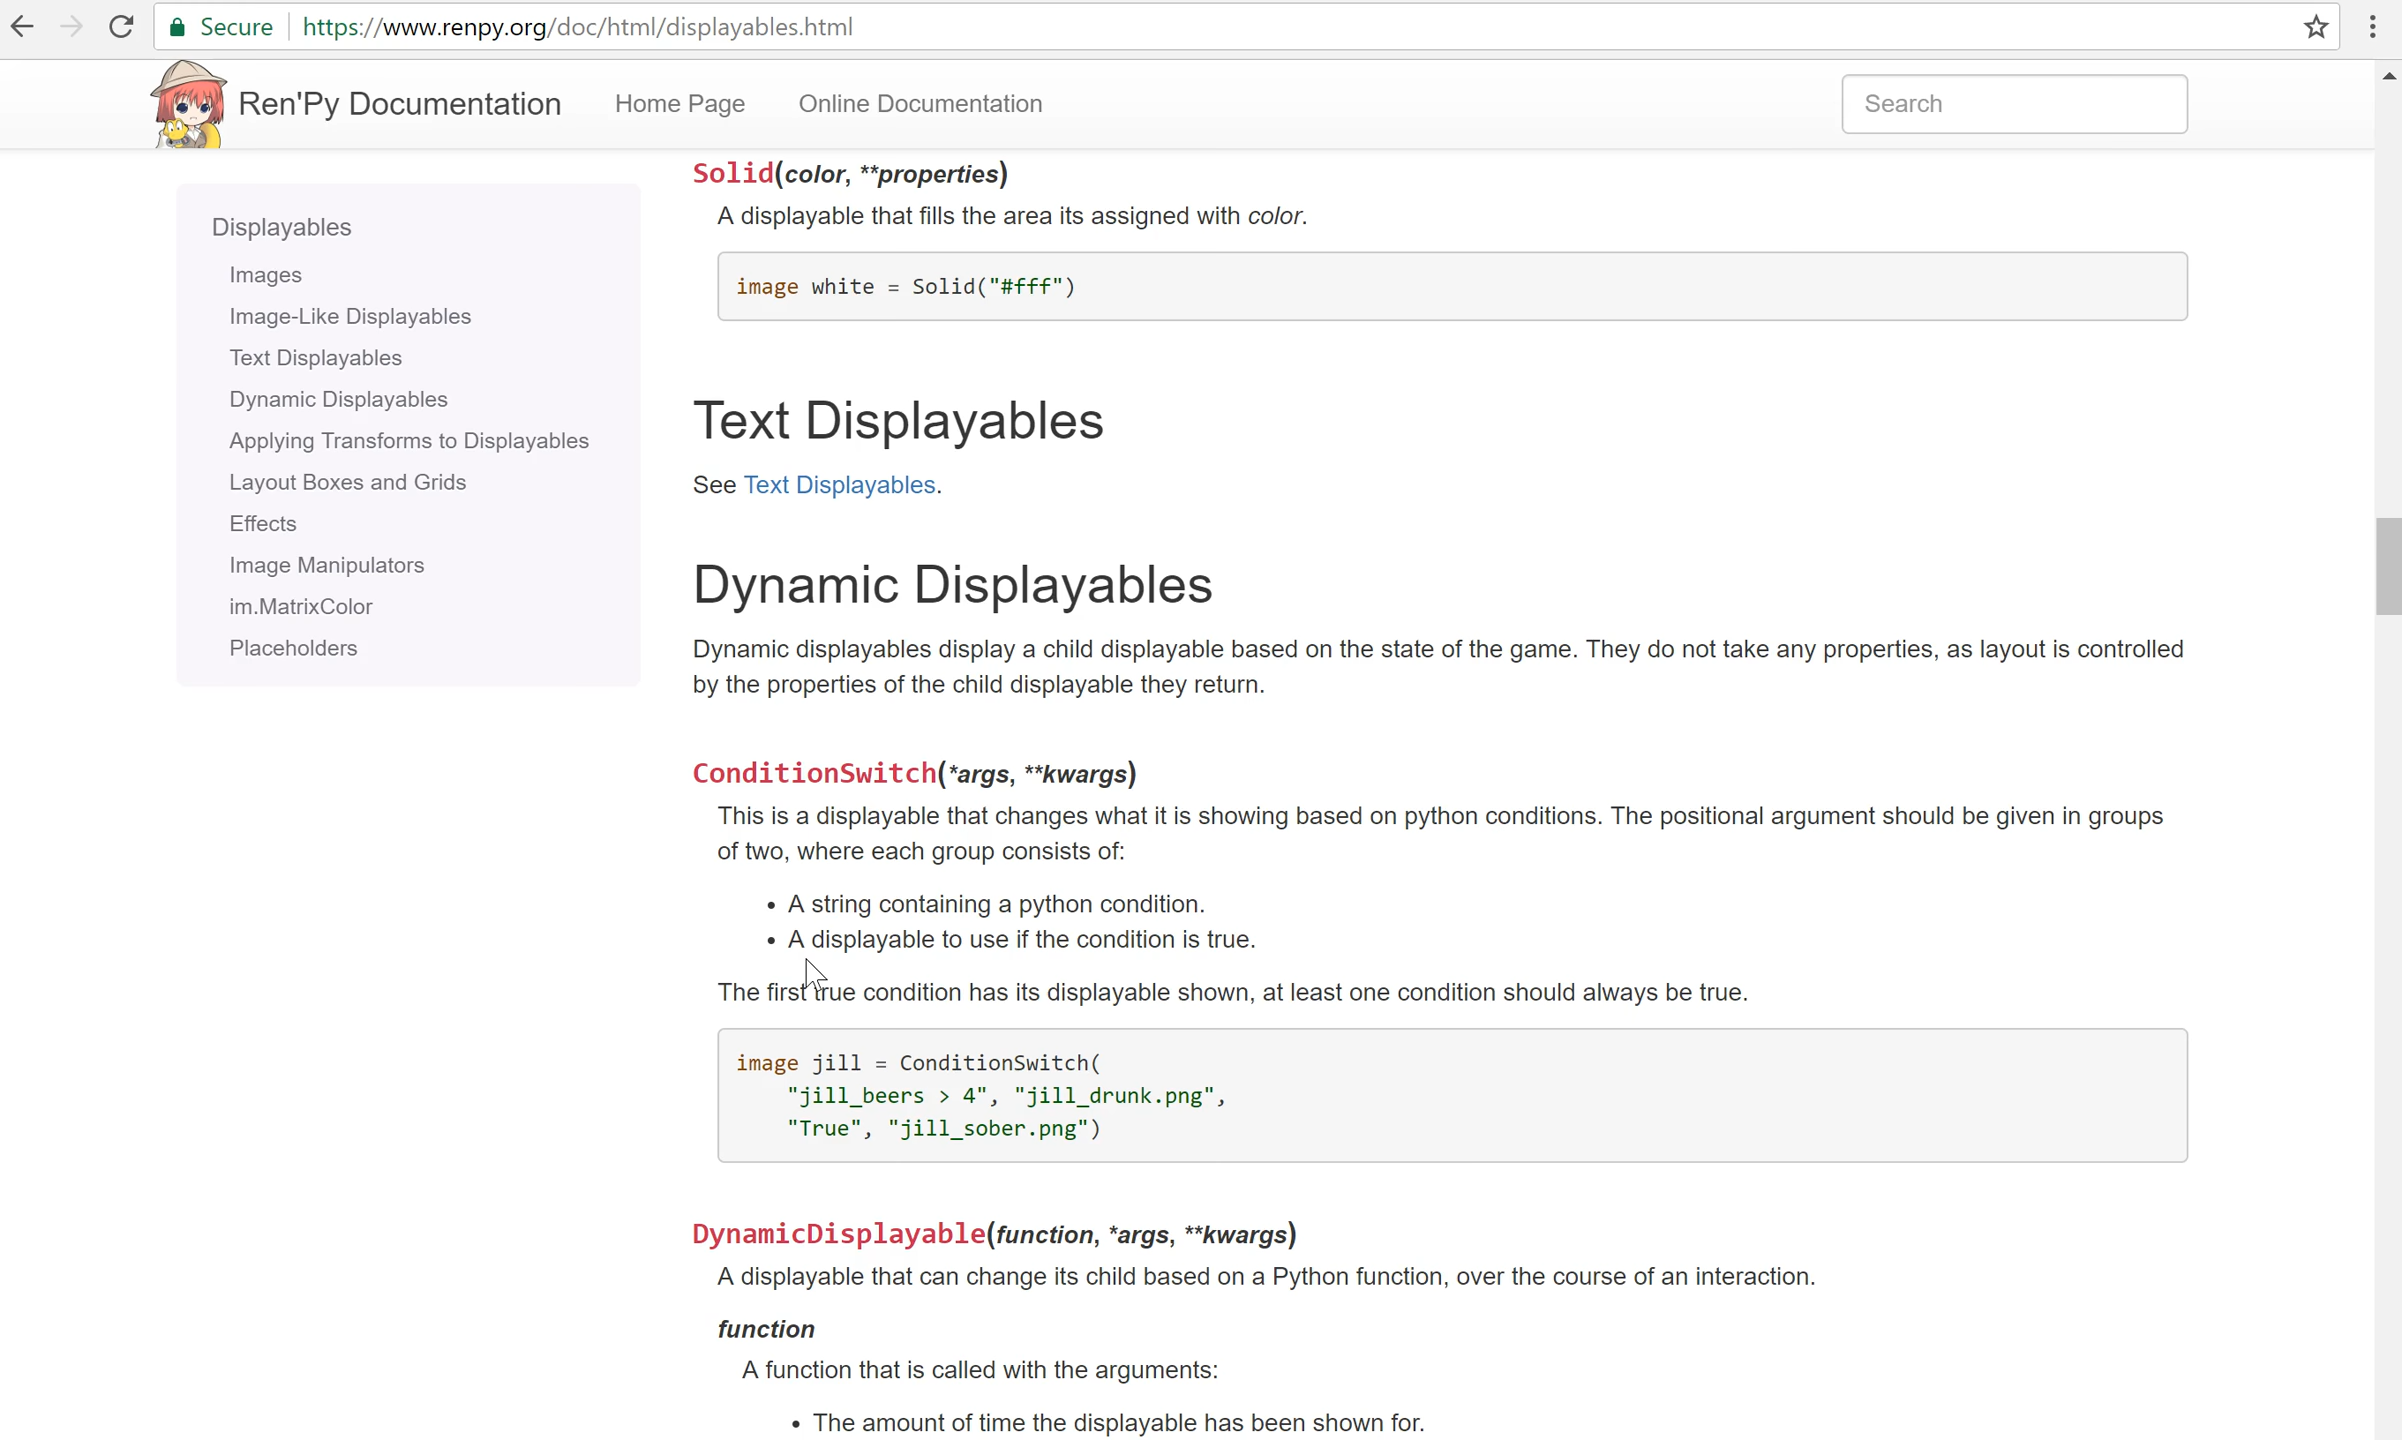 Secure https://www.renpy.org/doc/html/displayables.html
Ren'Py Documentation Home Page Online Documentation Search
Displayables
Images
Image-Like Displayables
Text Displayables
Dynamic Displayables
Applying Transforms to Displayables
Layout Boxes and Grids
Effects
Image Manipulators
im.MatrixColor
Placeholders
Solid(color, **properties)
A displayable that fills the area its assigned with color.
image white = Solid("#fff")
Text Displayables
See Text Displayables.
Dynamic Displayables
Dynamic displayables display a child displayable based on the state of the game. They do not take any properties, as layout is controlled
by the properties of the child displayable they return.
ConditionSwitch(*args, **kwargs)
This is a displayable that changes what it is showing based on python conditions. The positional argument should be given in groups
of two, where each group consists of:
• A string containing a python condition.
• A displayable to use if the condition is true.
The first true condition has its displayable shown, at least one condition should always be true.
image jill = ConditionSwitch(
"jill_beers > 4", "jill_drunk.png",
"True", "jill_sober.png")
DynamicDisplayable(function, *args, **kwargs)
A displayable that can change its child based on a Python function, over the course of an interaction.
function
A function that is called with the arguments:
• The amount of time the displayable has been shown for.